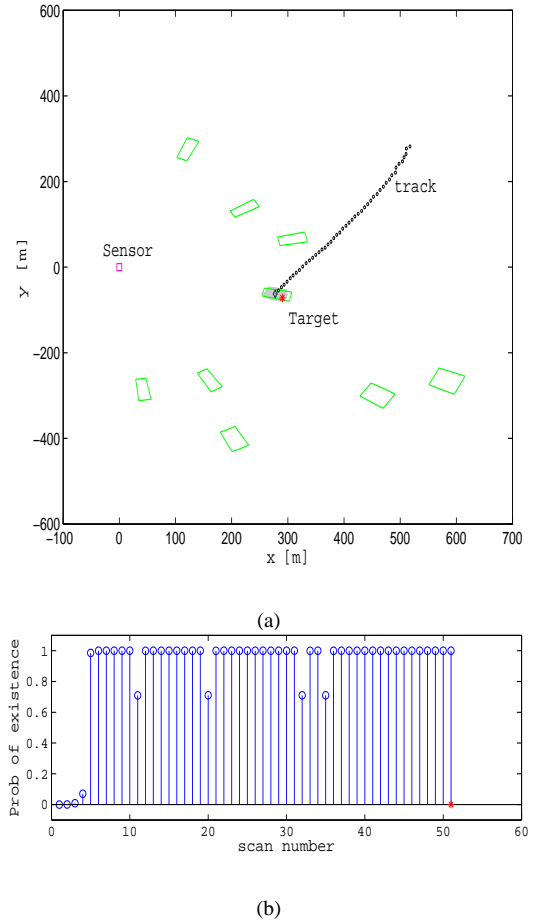 600
400
200
0
-200
-400
-600
y [m]
-100 0 100 200 300 400 500 600 700
x [m]
track
Sensor
Target
(a)
1
0.8
0.6
0.4
0.2
0
Prob of existence
0 10 20 30 40 50 60
scan number
(b)